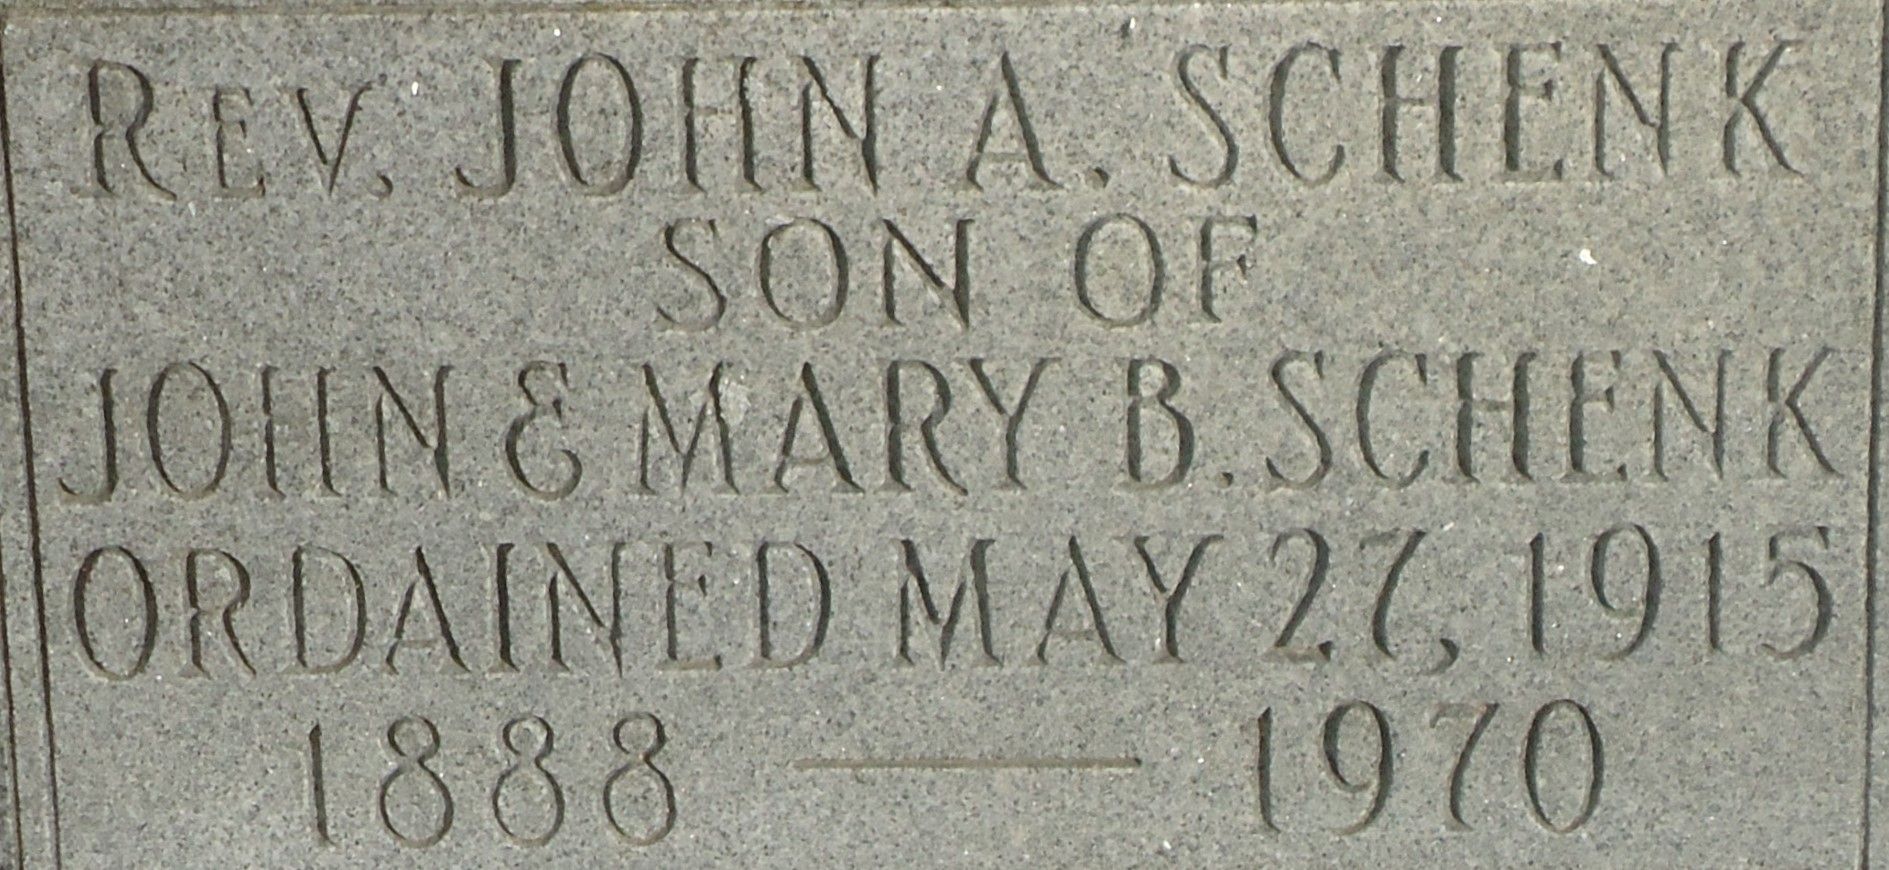 REV. JOHN A. SCHENK
SON OF
JOHN & MARY B. SCHENK
ORDAINED MAY 27, 1915
1888 — 1970